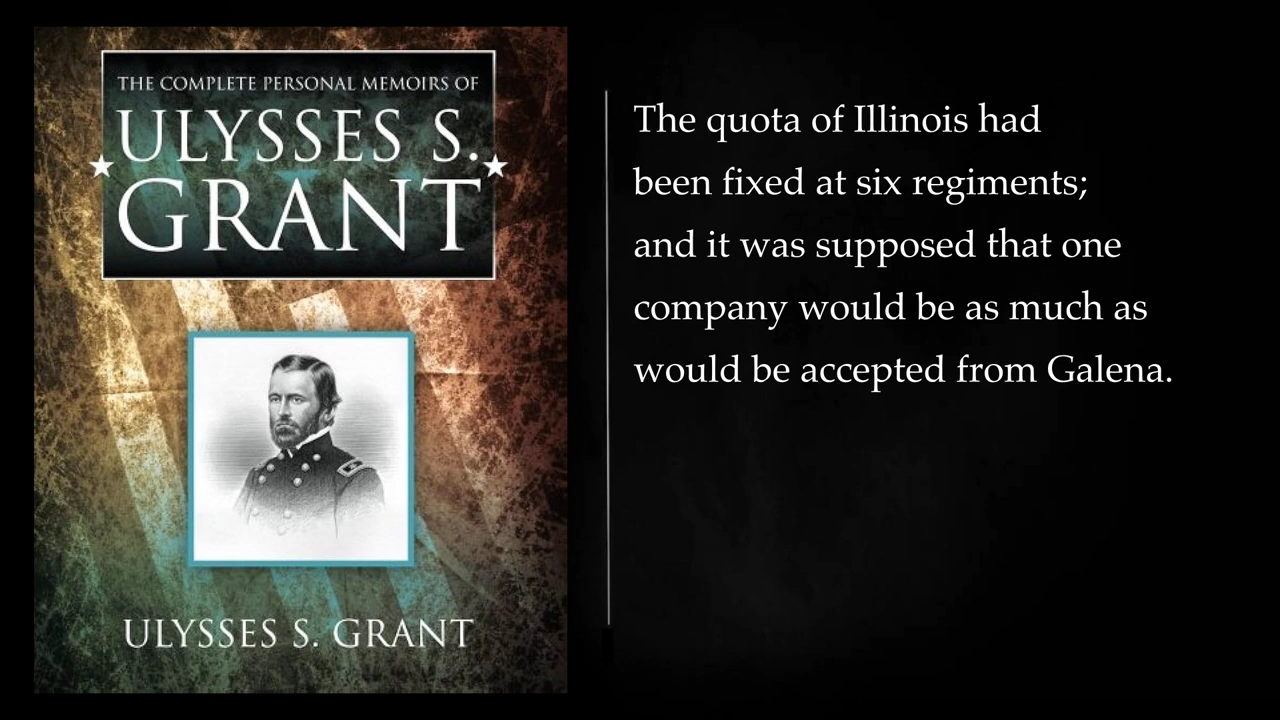 THE COMPLETE PERSONAL MEMOIRS OF
ULYSSES S.
GRANT
ULYSSES S. GRANT
The quota of Illinois had
been fixed at six regiments;
and it was supposed that one
company would be as much as
would be accepted from Galena.